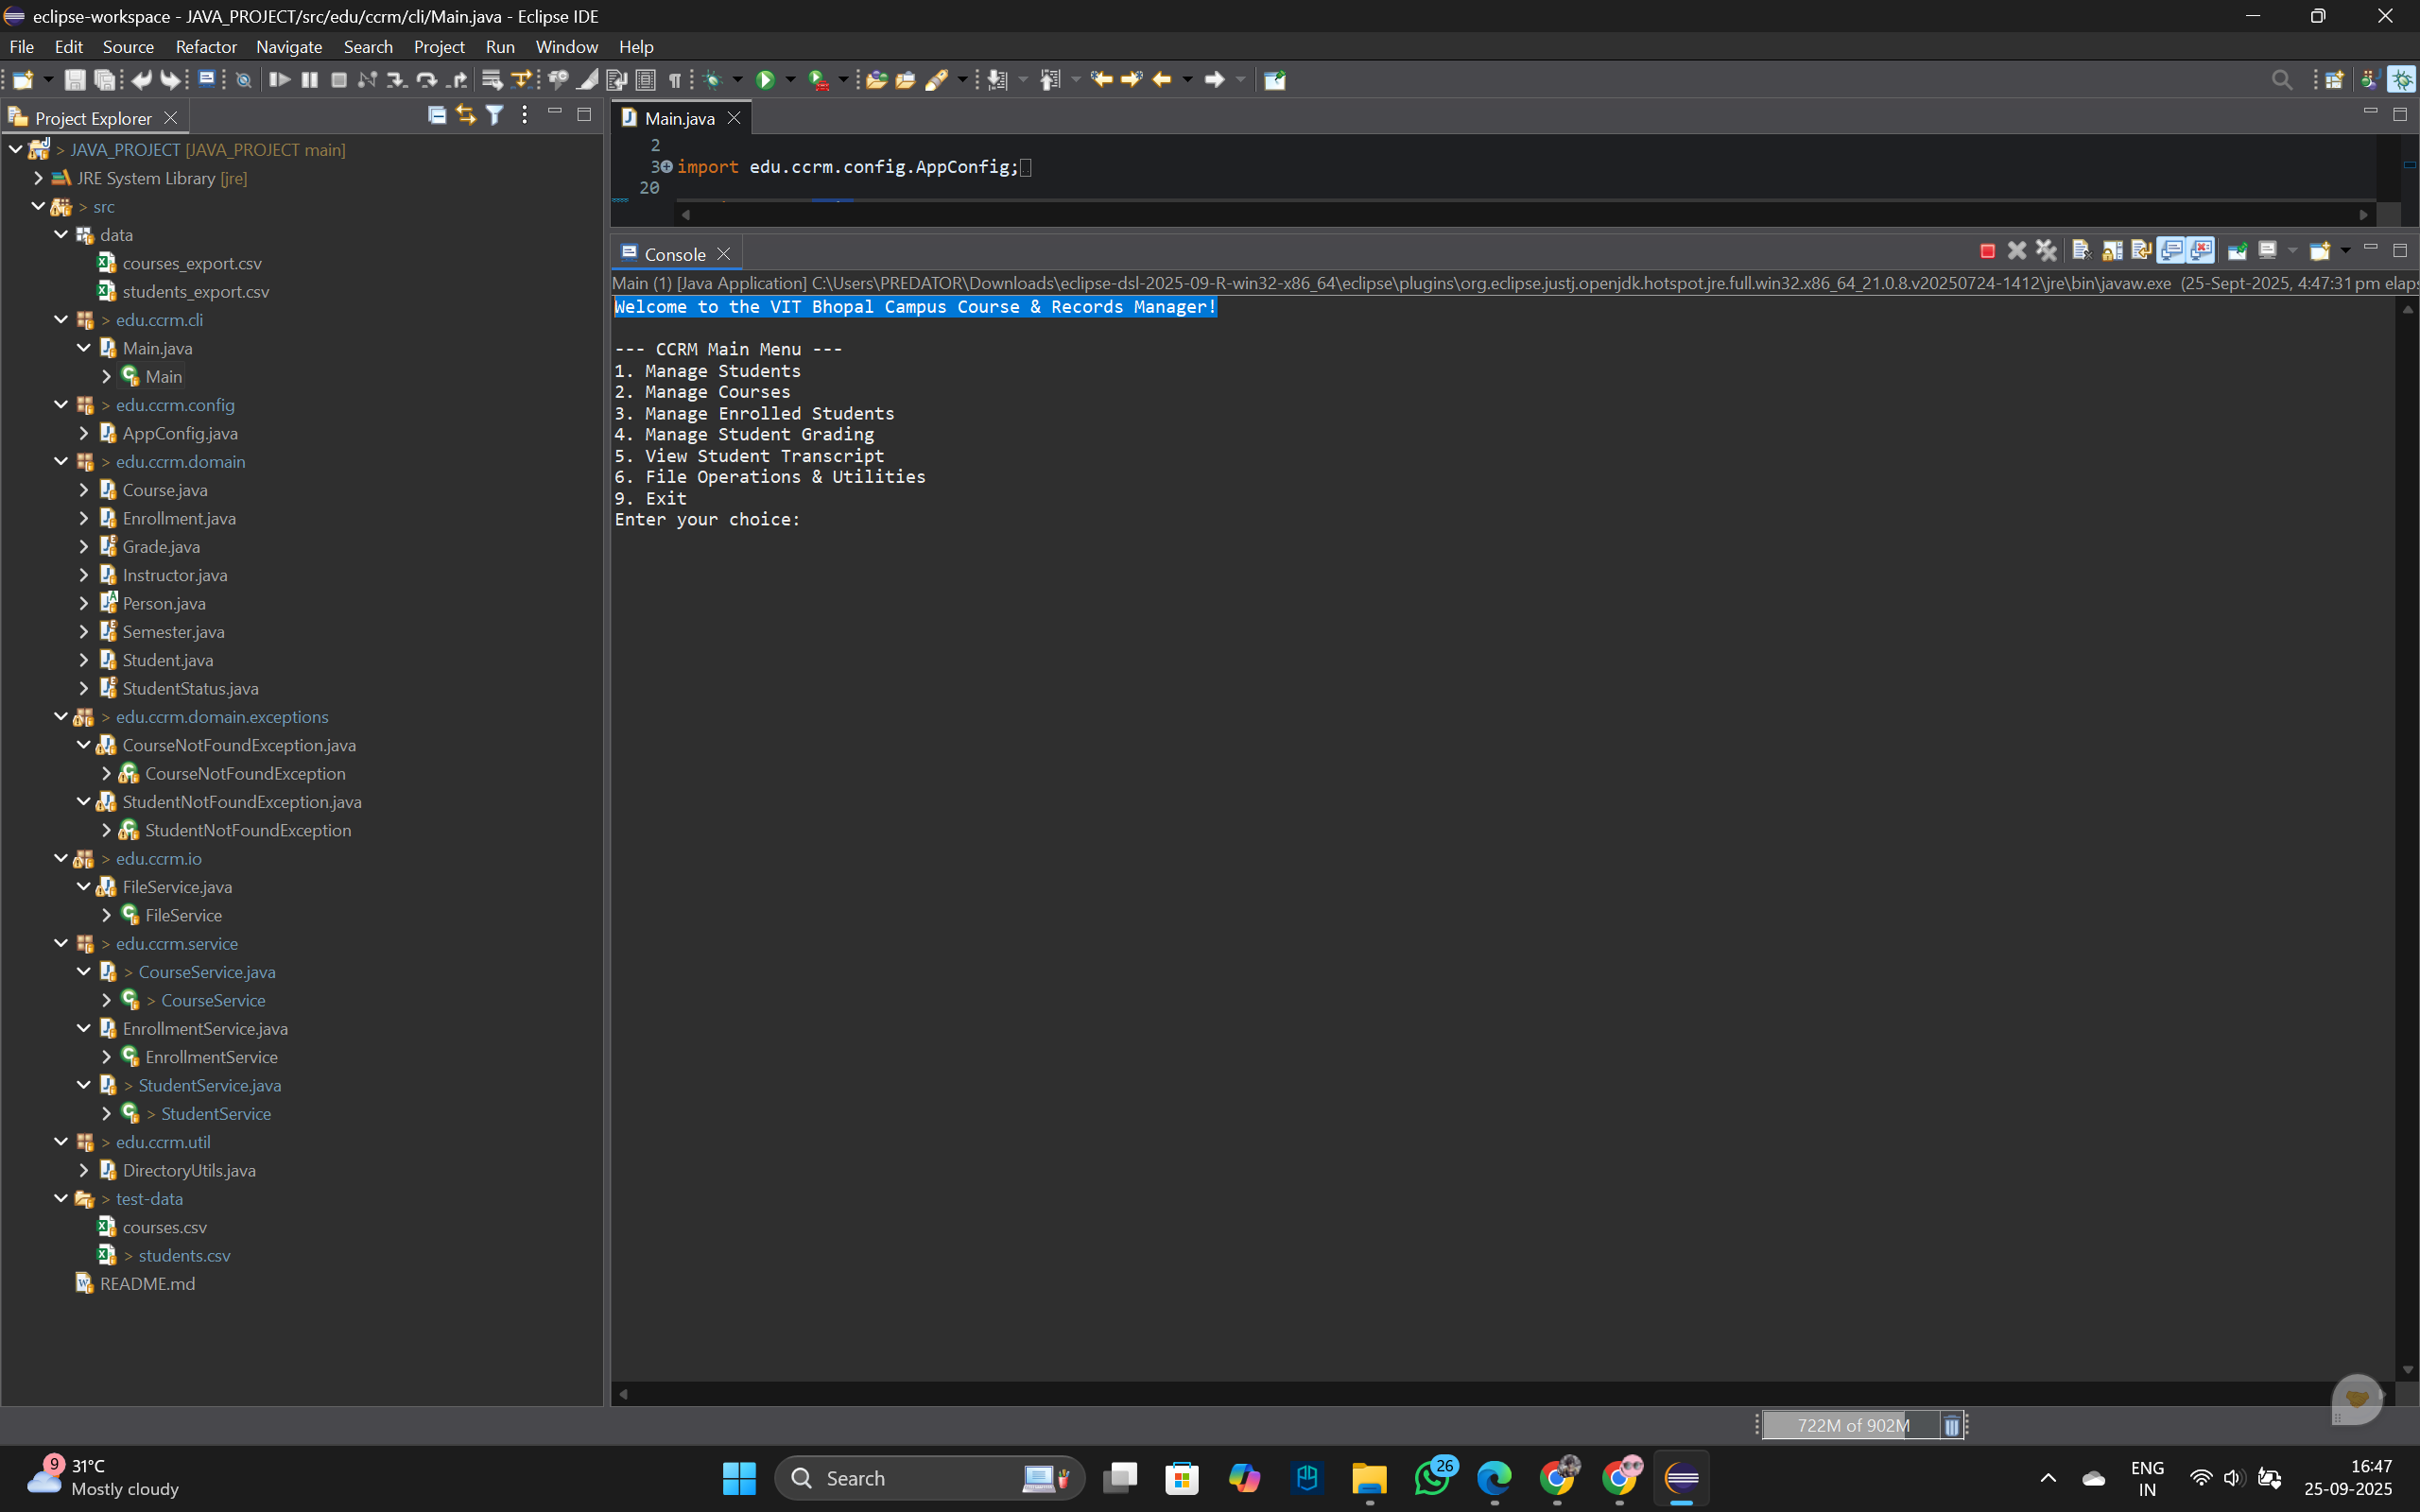 eclipse-workspace - JAVA_PROJECT/src/edu/ccrm/cli/Main.java - Eclipse IDE
File Edit Source Refactor Navigate Search Project Run Window Help
Project Explorer
> JAVA_PROJECT [JAVA_PROJECT main]
JRE System Library [jre]
> src
data
courses_export.csv
students_export.csv
> edu.ccrm.cli
Main.java
Main
> edu.ccrm.config
AppConfig.java
> edu.ccrm.domain
Course.java
Enrollment.java
Grade.java
Instructor.java
Person.java
Semester.java
Student.java
StudentStatus.java
> edu.ccrm.domain.exceptions
CourseNotFoundException.java
CourseNotFoundException
StudentNotFoundException.java
StudentNotFoundException
> edu.ccrm.io
FileService.java
FileService
> edu.ccrm.service
> CourseService.java
> CourseService
EnrollmentService.java
EnrollmentService
> StudentService.java
> StudentService
> edu.ccrm.util
DirectoryUtils.java
> test-data
courses.csv
> students.csv
README.md
Main.java
2
3 import edu.ccrm.config.AppConfig;
20
Console
Main (1) [Java Application] C:\Users\PREDATOR\Downloads\eclipse-dsl-2025-09-R-win32-x86_64\eclipse\plugins\org.eclipse.justj.openjdk.hotspot.jre.full.win32.x86_64_21.0.8.v20250724-1412\jre\bin\javaw.exe (25-Sept-2025, 4:47:31 pm elaps
Welcome to the VIT Bhopal Campus Course & Records Manager!
--- CCRM Main Menu ---
1. Manage Students
2. Manage Courses
3. Manage Enrolled Students
4. Manage Student Grading
5. View Student Transcript
6. File Operations & Utilities
9. Exit
Enter your choice:
722M of 902M
9
31°C
Mostly cloudy
Search
26
ENG
IN
16:47
25-09-2025